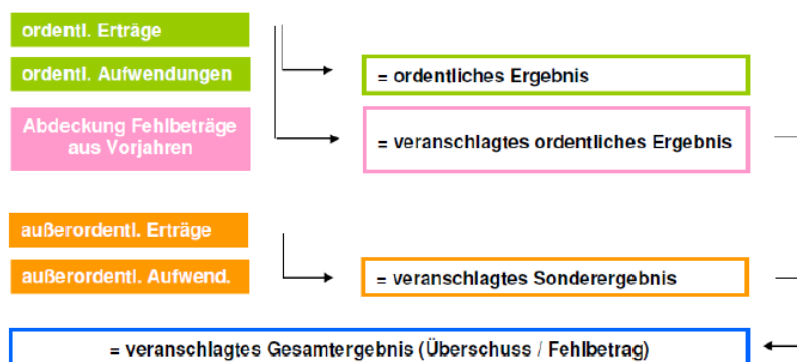 ordentl. Erträge
ordentl. Aufwendungen
= ordentliches Ergebnis
Abdeckung Fehlbeträge
aus Vorjahren
= veranschlagtes ordentliches Ergebnis
außerordentl. Erträge
außerordentl. Aufwend.
= veranschlagtes Sonderergebnis
= veranschlagtes Gesamtergebnis (Überschuss / Fehlbetrag)